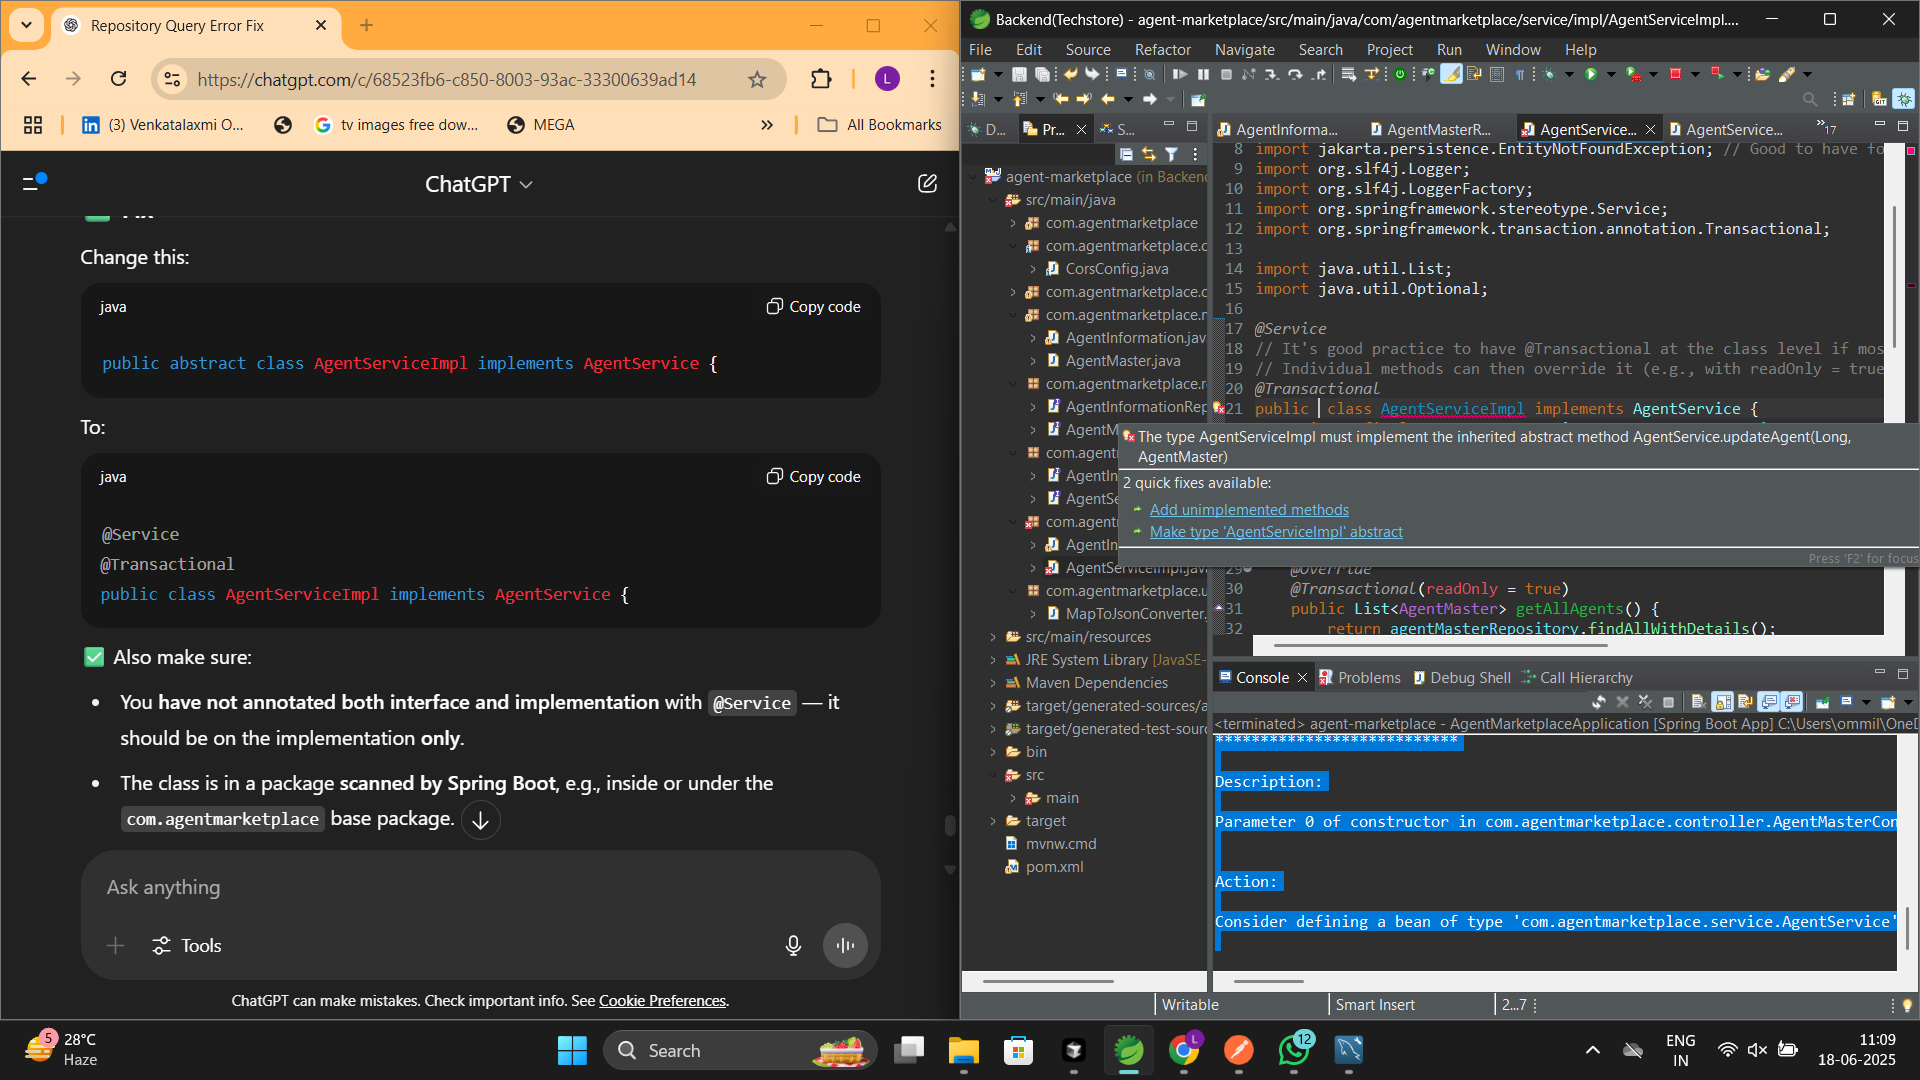 Repository Query Error Fix
https://chatgpt.com/c/68523fb6-c850-8003-93ac-33300639ad14
L
(3) Venkatalaxmi O...
tv images free dow...
MEGA
All Bookmarks
ChatGPT
Change this:
java
Copy code
public abstract class AgentServiceImpl implements AgentService {
To:
java
Copy code
@Service
@Transactional
public class AgentServiceImpl implements AgentService {
Also make sure:
You have not annotated both interface and implementation with @Service — it
should be on the implementation only.
The class is in a package scanned by Spring Boot, e.g., inside or under the
com.agentmarketplace base package.
Ask anything
Tools
ChatGPT can make mistakes. Check important info. See Cookie Preferences.
Backend(Techstore) - agent-marketplace/src/main/java/com/agentmarketplace/service/impl/AgentServiceImpl....
File Edit Source Refactor Navigate Search Project Run Window Help
D... Pr... S...
agent-marketplace (in Backend
src/main/java
com.agentmarketplace
com.agentmarketplace.c
CorsConfig.java
com.agentmarketplace.c
com.agentmarketplace.r
AgentInformation.jav
AgentMaster.java
com.agentmarketplace.r
AgentInformationRep
AgentM
com.ag
AgentIn
AgentSe
com.agent
AgentIn
AgentServiceImpl.java
com.agentmarketplace.u
MapToJsonConverter.
src/main/resources
JRE System Library [JavaSE-
Maven Dependencies
target/generated-sources/a
target/generated-test-sourc
bin
src
main
target
mvnw.cmd
pom.xml
AgentInforma... AgentMasterR... AgentService... AgentService... »17
8 import jakarta.persistence.EntityNotFoundException; // Good to have fo
9 import org.slf4j.Logger;
10 import org.slf4j.LoggerFactory;
11 import org.springframework.stereotype.Service;
12 import org.springframework.transaction.annotation.Transactional;
13
14 import java.util.List;
15 import java.util.Optional;
16
17 @Service
18 // It's good practice to have @Transactional at the class level if mos
19 // Individual methods can then override it (e.g., with readOnly = true
20 @Transactional
21 public class AgentServiceImpl implements AgentService {
The type AgentServiceImpl must implement the inherited abstract method AgentService.updateAgent(Long,
AgentMaster)
2 quick fixes available:
Add unimplemented methods
Make type 'AgentServiceImpl' abstract
Press 'F2' for focus
29 @Override
30 @Transactional(readOnly = true)
31 public List<AgentMaster> getAllAgents() {
32 return agentMasterRepository.findAllWithDetails();
Console Problems Debug Shell Call Hierarchy
<terminated> agent-marketplace - AgentMarketplaceApplication [Spring Boot App] C:\Users\ommil\OneD
***************************
Description:
Parameter 0 of constructor in com.agentmarketplace.controller.AgentMasterCon
Action:
Consider defining a bean of type 'com.agentmarketplace.service.AgentService'
Writable Smart Insert 2...7
5
28°C
Haze
Search
L
12
ENG
IN
11:09
18-06-2025